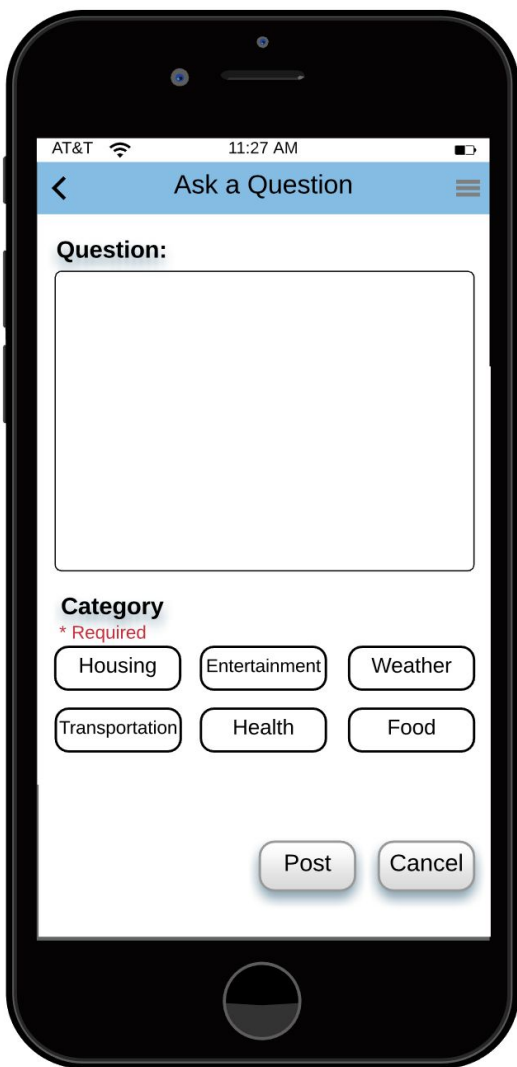 AT&T 11:27 AM
Ask a Question
Question:
Category
* Required
Housing Entertainment Weather
Transportation Health Food
Post Cancel